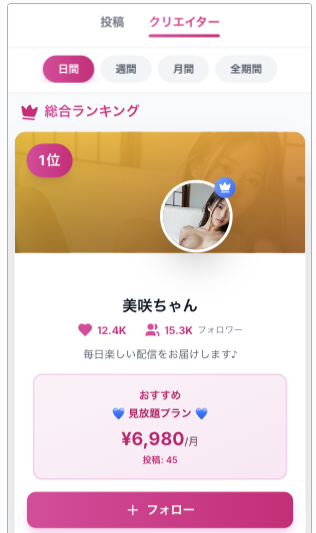 投稿 クリエイター
日間 週間 月間 全期間
総合ランキング
1位
美咲ちゃん
12.4K 15.3K フォロワー
毎日楽しい配信をお届けします♪
おすすめ
💙 見放題プラン 💙
¥6,980/月
投稿: 45
＋ フォロー